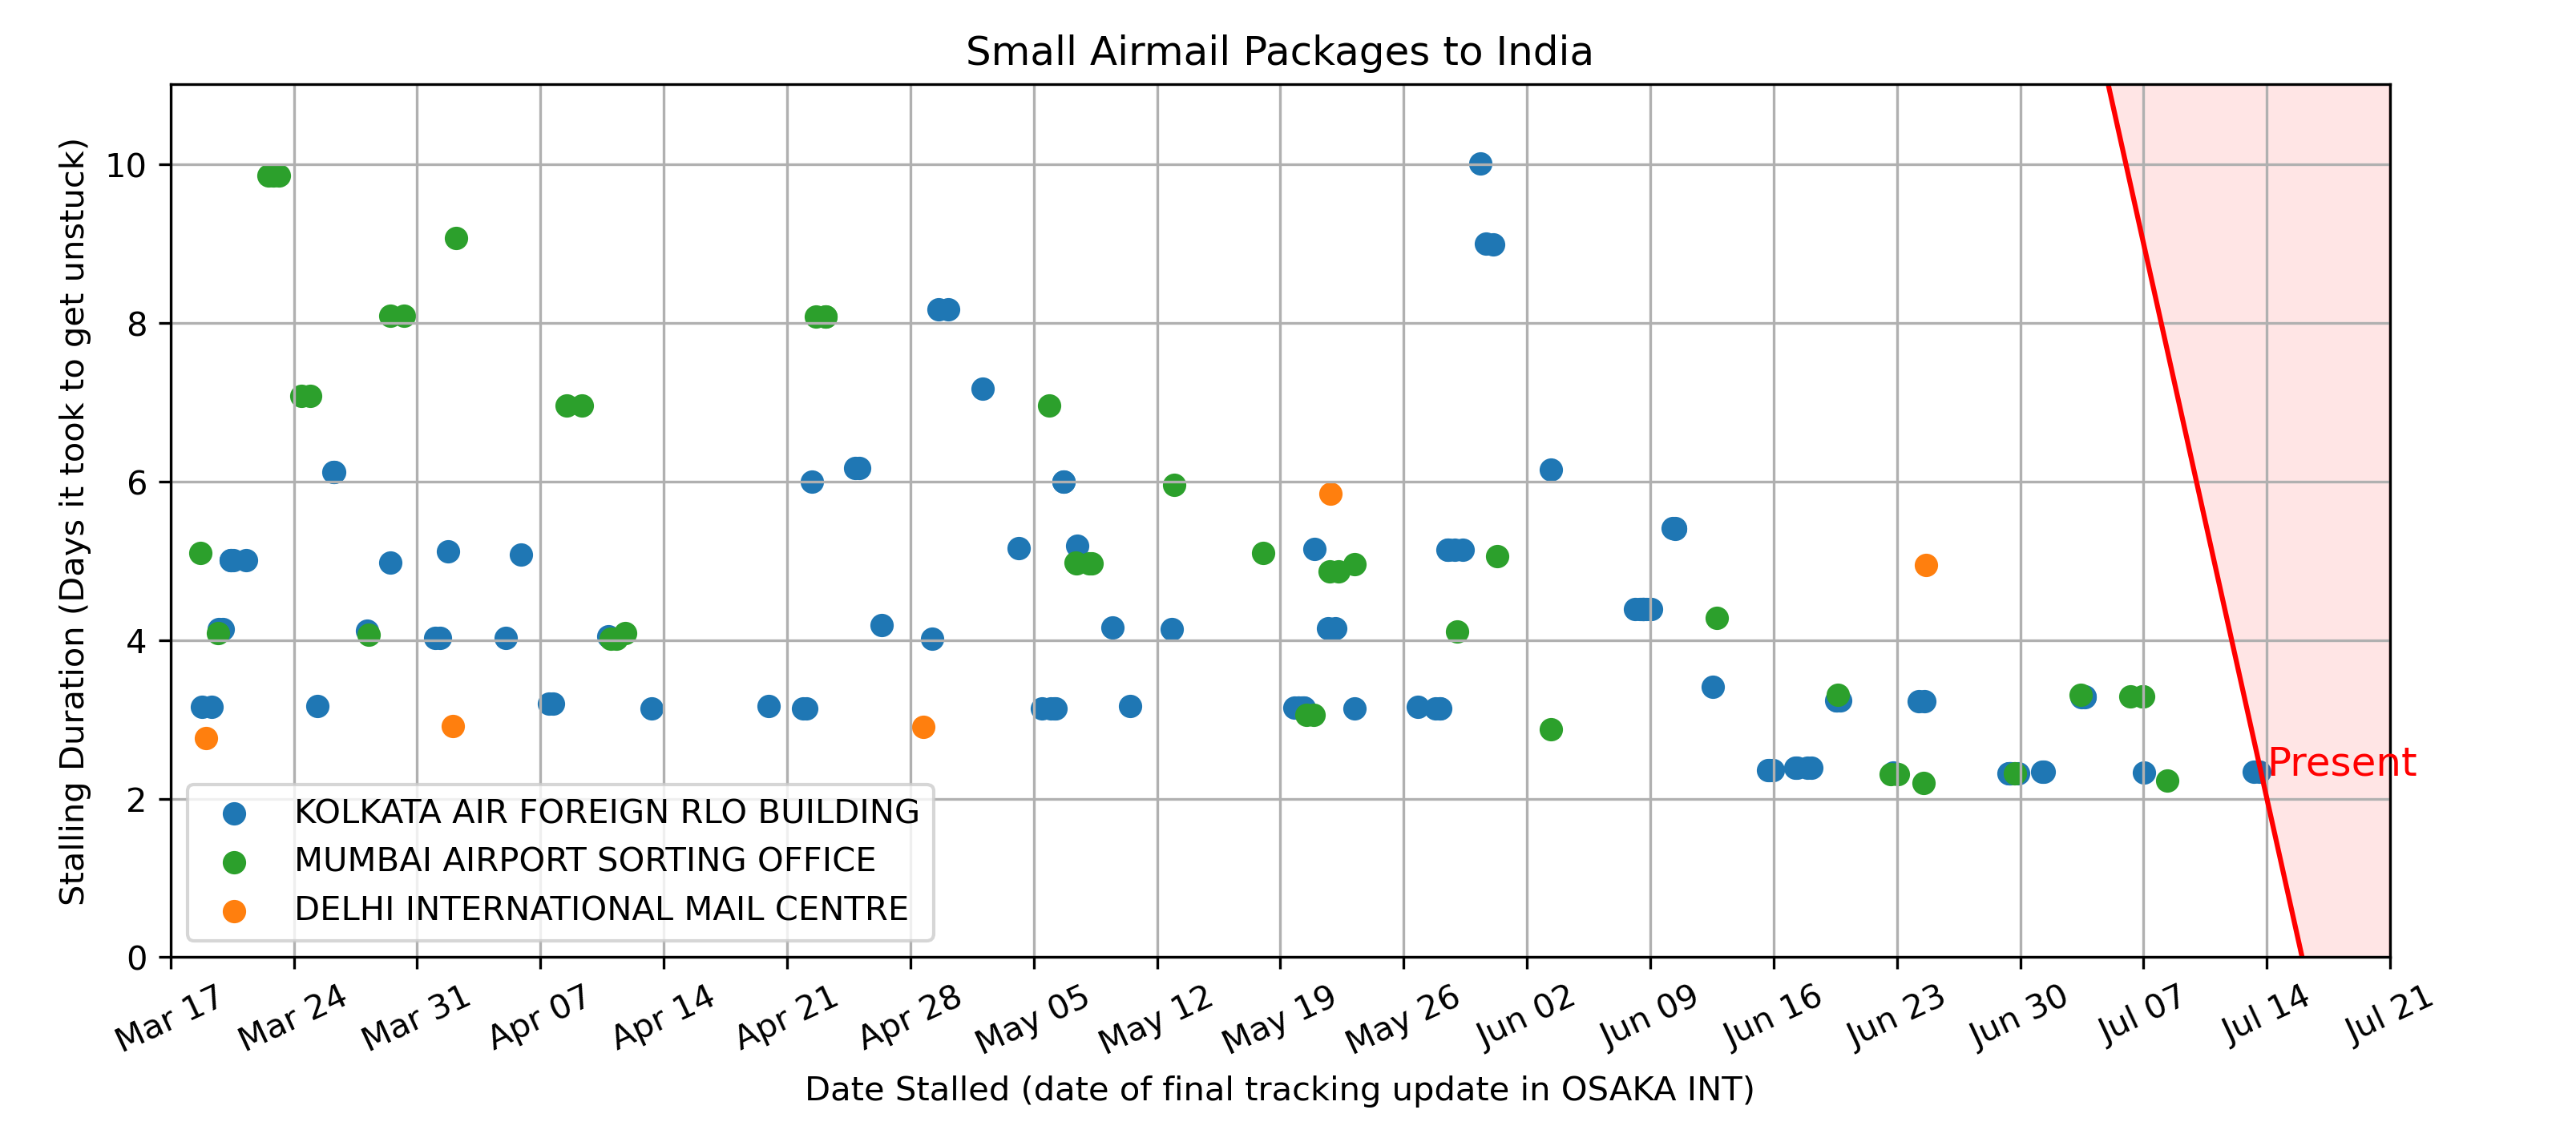 Small Airmail Packages to India
Stalling Duration (Days it took to get unstuck)
10
8
6
4
2
0
Present
KOLKATA AIR FOREIGN RLO BUILDING
MUMBAI AIRPORT SORTING OFFICE
DELHI INTERNATIONAL MAIL CENTRE
Mar 17
Mar 24
Mar 31
Apr 07
Apr 14
Apr 21
Apr 28
May 05
May 12
May 19
May 26
Jun 02
Jun 09
Jun 16
Jun 23
Jun 30
Jul 07
Jul 14
Jul 21
Date Stalled (date of final tracking update in OSAKA INT)